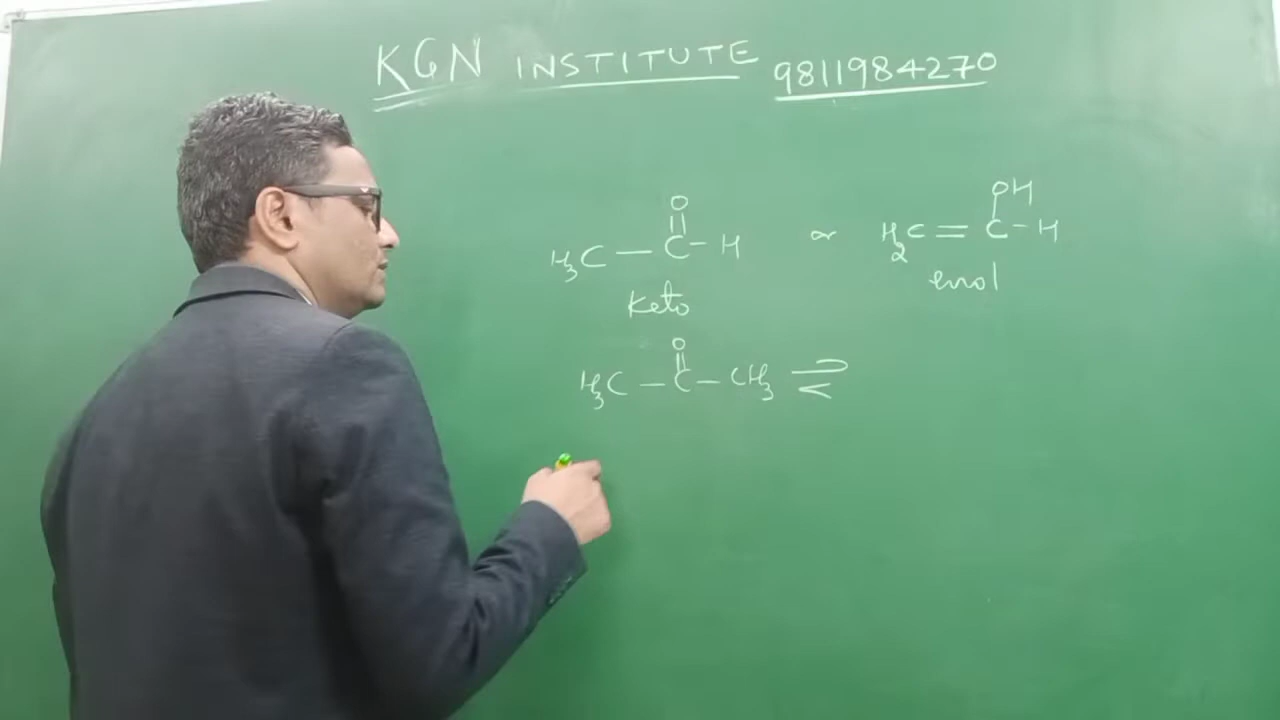 KGN INSTITUTE 9811984270
O OH
|| |
H₃C — C – H or H₂C = C – H
Keto enol
O
||
H₃C – C – CH₃ ⇌